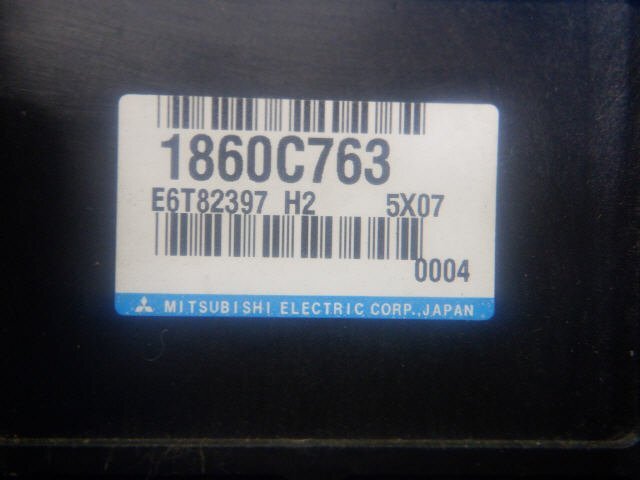 1860C763
E6T82397 H2 5X07
0004
MITSUBISHI ELECTRIC CORP.,JAPAN